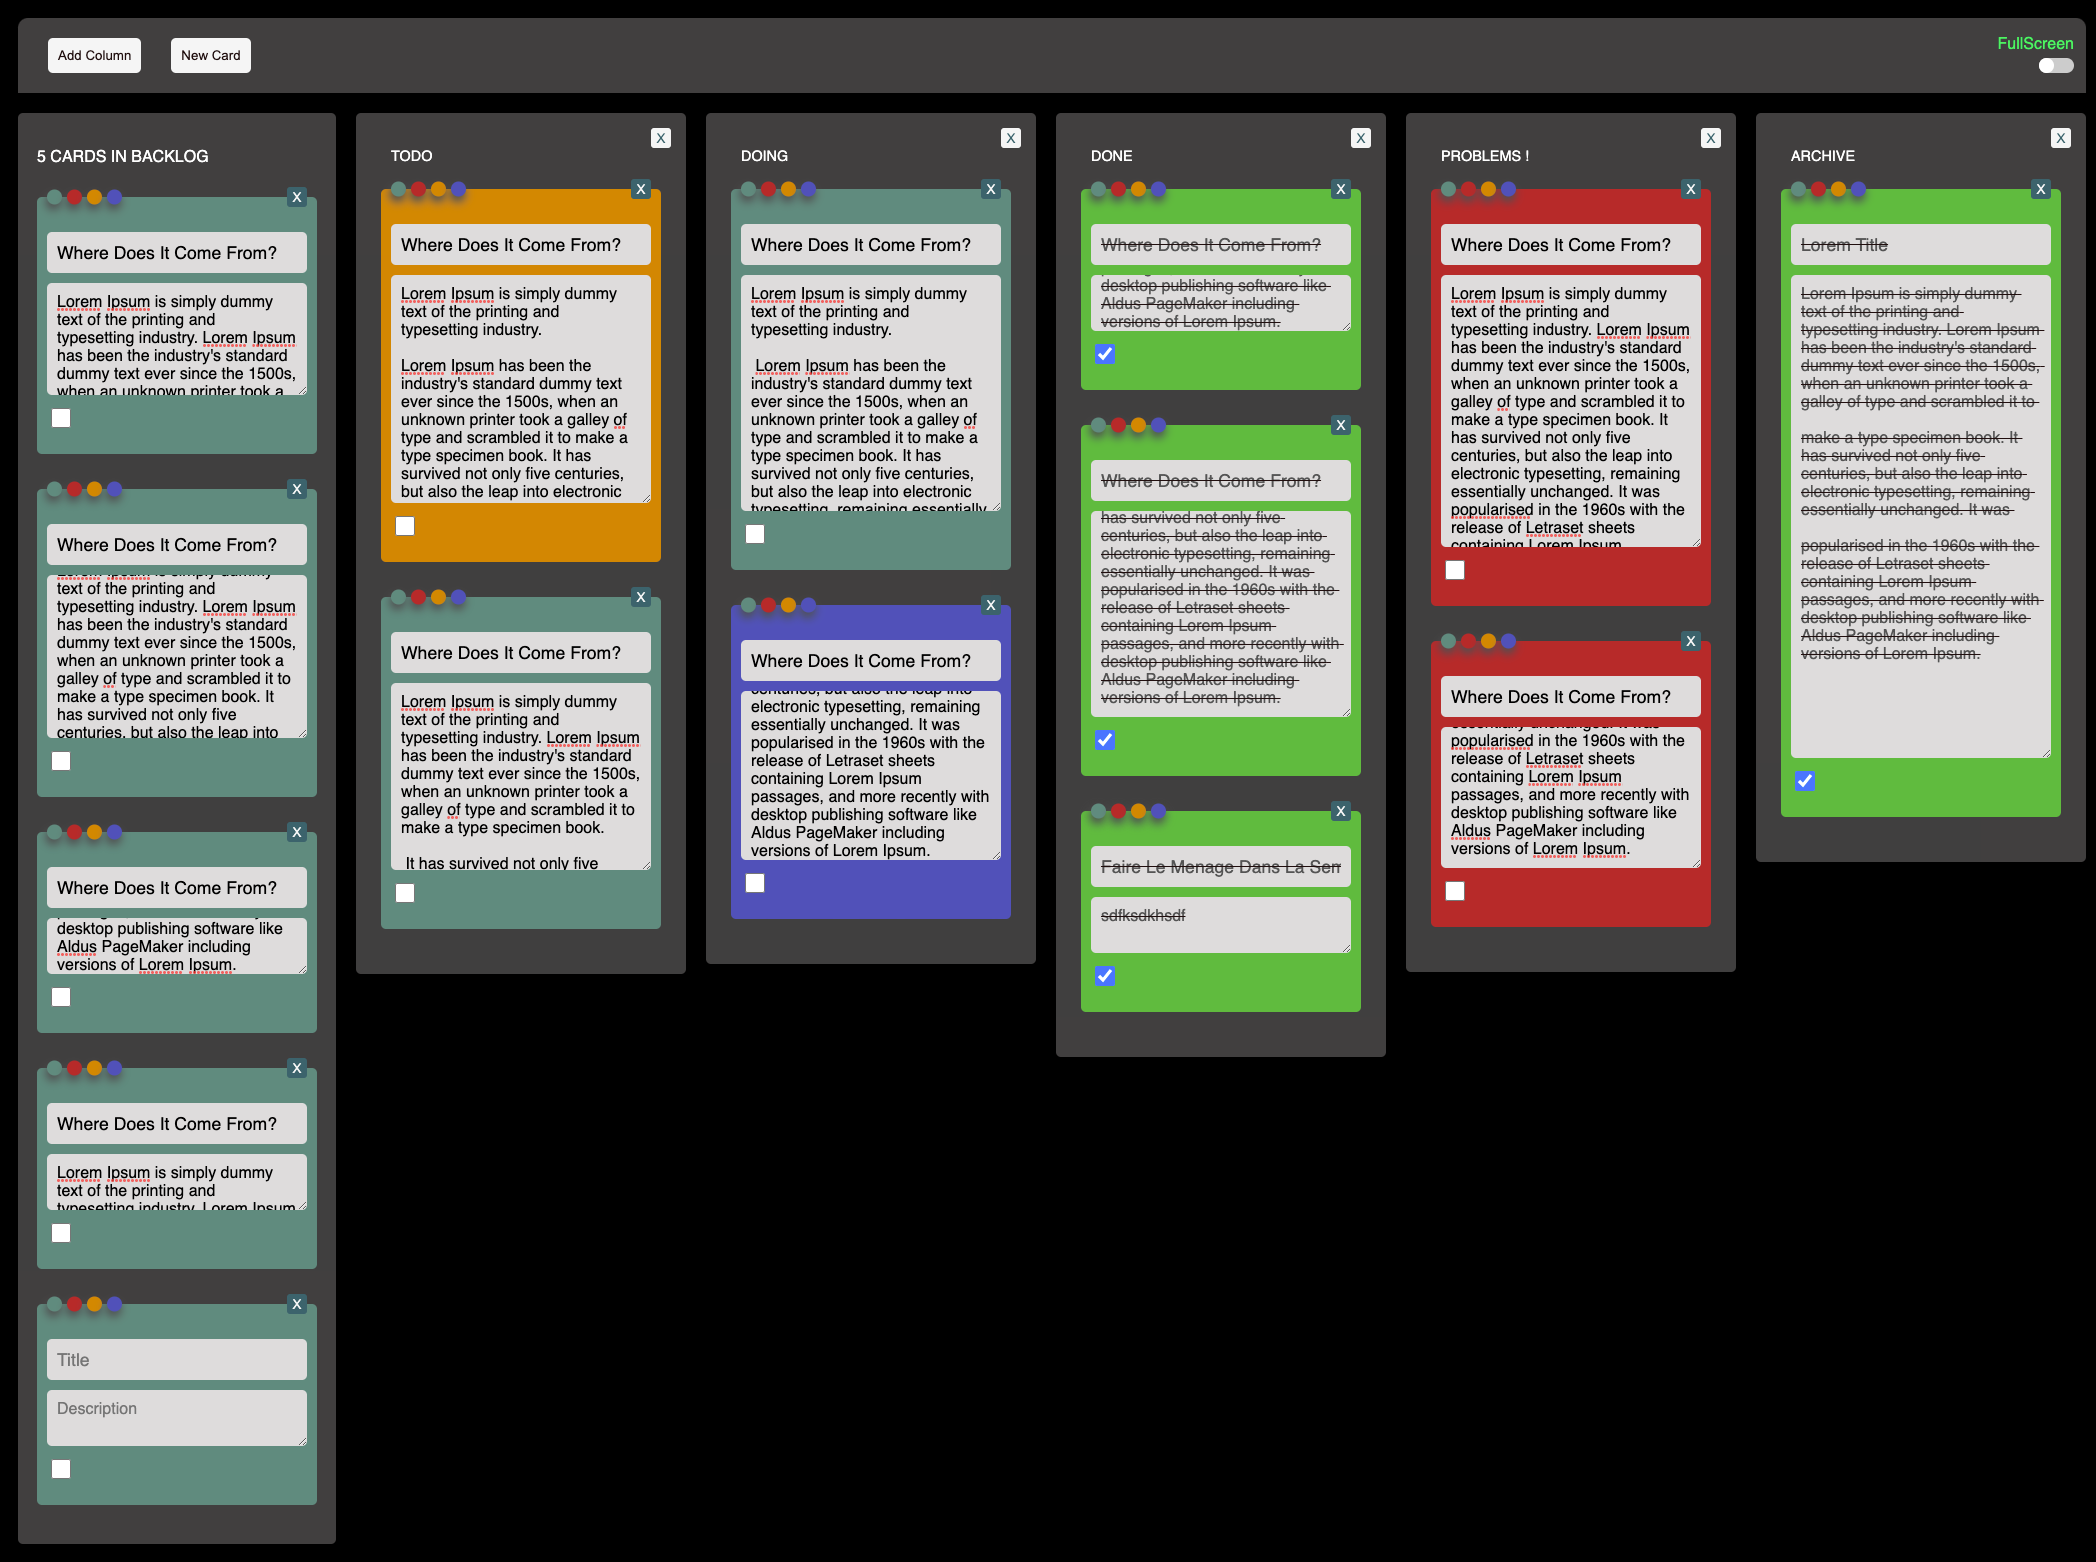 Add Column
New Card
FullScreen
5 CARDS IN BACKLOG
X
Where Does It Come From?
Lorem Ipsum is simply dummy
text of the printing and
typesetting industry. Lorem Ipsum
has been the industry's standard
dummy text ever since the 1500s,
when an unknown printer took a
X
Where Does It Come From?
Lorem Ipsum is simply dummy
text of the printing and
typesetting industry. Lorem Ipsum
has been the industry's standard
dummy text ever since the 1500s,
when an unknown printer took a
galley of type and scrambled it to
make a type specimen book. It
has survived not only five
centuries, but also the leap into
X
Where Does It Come From?
desktop publishing software like
Aldus PageMaker including
versions of Lorem Ipsum.
X
Where Does It Come From?
Lorem Ipsum is simply dummy
text of the printing and
typesetting industry. Lorem Ipsum
X
Title
Description
X
TODO
X
Where Does It Come From?
Lorem Ipsum is simply dummy
text of the printing and
typesetting industry.
Lorem Ipsum has been the
industry's standard dummy text
ever since the 1500s, when an
unknown printer took a galley of
type and scrambled it to make a
type specimen book. It has
survived not only five centuries,
but also the leap into electronic
X
Where Does It Come From?
Lorem Ipsum is simply dummy
text of the printing and
typesetting industry. Lorem Ipsum
has been the industry's standard
dummy text ever since the 1500s,
when an unknown printer took a
galley of type and scrambled it to
make a type specimen book.
It has survived not only five
X
DOING
X
Where Does It Come From?
Lorem Ipsum is simply dummy
text of the printing and
typesetting industry.
Lorem Ipsum has been the
industry's standard dummy text
ever since the 1500s, when an
unknown printer took a galley of
type and scrambled it to make a
type specimen book. It has
survived not only five centuries,
but also the leap into electronic
typesetting, remaining essentially
X
Where Does It Come From?
centuries, but also the leap into
electronic typesetting, remaining
essentially unchanged. It was
popularised in the 1960s with the
release of Letraset sheets
containing Lorem Ipsum
passages, and more recently with
desktop publishing software like
Aldus PageMaker including
versions of Lorem Ipsum.
X
DONE
X
Where Does It Come From?
desktop publishing software like
Aldus PageMaker including
versions of Lorem Ipsum.
X
Where Does It Come From?
has survived not only five
centuries, but also the leap into
electronic typesetting, remaining
essentially unchanged. It was
popularised in the 1960s with the
release of Letraset sheets
containing Lorem Ipsum
passages, and more recently with
desktop publishing software like
Aldus PageMaker including
versions of Lorem Ipsum.
X
Faire Le Menage Dans La Sem
sdfksdkhsdf
X
PROBLEMS !
X
Where Does It Come From?
Lorem Ipsum is simply dummy
text of the printing and
typesetting industry. Lorem Ipsum
has been the industry's standard
dummy text ever since the 1500s,
when an unknown printer took a
galley of type and scrambled it to
make a type specimen book. It
has survived not only five
centuries, but also the leap into
electronic typesetting, remaining
essentially unchanged. It was
popularised in the 1960s with the
release of Letraset sheets
containing Lorem Ipsum
X
Where Does It Come From?
essentially unchanged. It was
popularised in the 1960s with the
release of Letraset sheets
containing Lorem Ipsum
passages, and more recently with
desktop publishing software like
Aldus PageMaker including
versions of Lorem Ipsum.
X
ARCHIVE
X
Lorem Title
Lorem Ipsum is simply dummy
text of the printing and
typesetting industry. Lorem Ipsum
has been the industry's standard
dummy text ever since the 1500s,
when an unknown printer took a
galley of type and scrambled it to
make a type specimen book. It
has survived not only five
centuries, but also the leap into
electronic typesetting, remaining
essentially unchanged. It was
popularised in the 1960s with the
release of Letraset sheets
containing Lorem Ipsum
passages, and more recently with
desktop publishing software like
Aldus PageMaker including
versions of Lorem Ipsum.